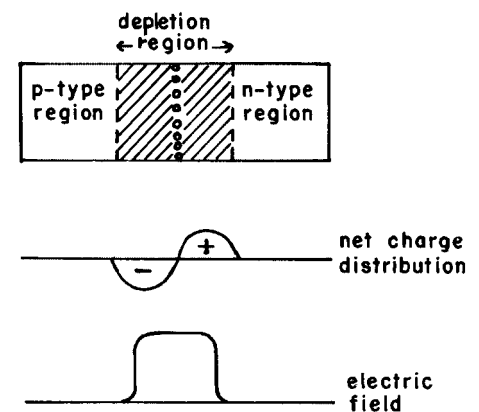 depletion
region
p-type
region
n-type
region
-
+
net charge
distribution
electric
field